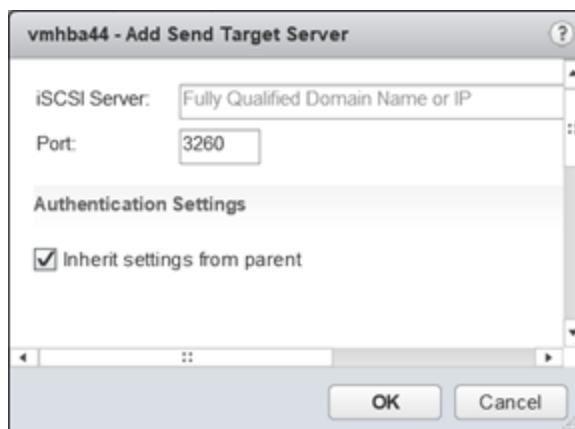 vmhba44 - Add Send Target Server ?
iSCSI Server: Fully Qualified Domain Name or IP
Port: 3260
Authentication Settings
Inherit settings from parent
OK Cancel